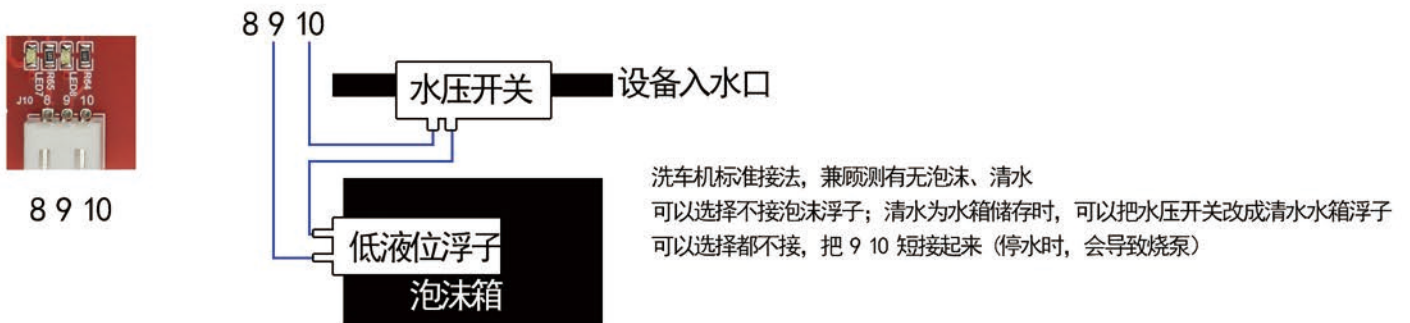 8 9 10
LED7
R65
LED8
R64
J10 8 9 10
8 9 10
水压开关
设备入水口
低液位浮子
泡沫箱
洗车机标准接法，兼顾测有无泡沫、清水
可以选择不接泡沫浮子；清水为水箱储存时，可以把水压开关改成清水水箱浮子
可以选择都不接，把 9 10 短接起来（停水时，会导致烧泵）